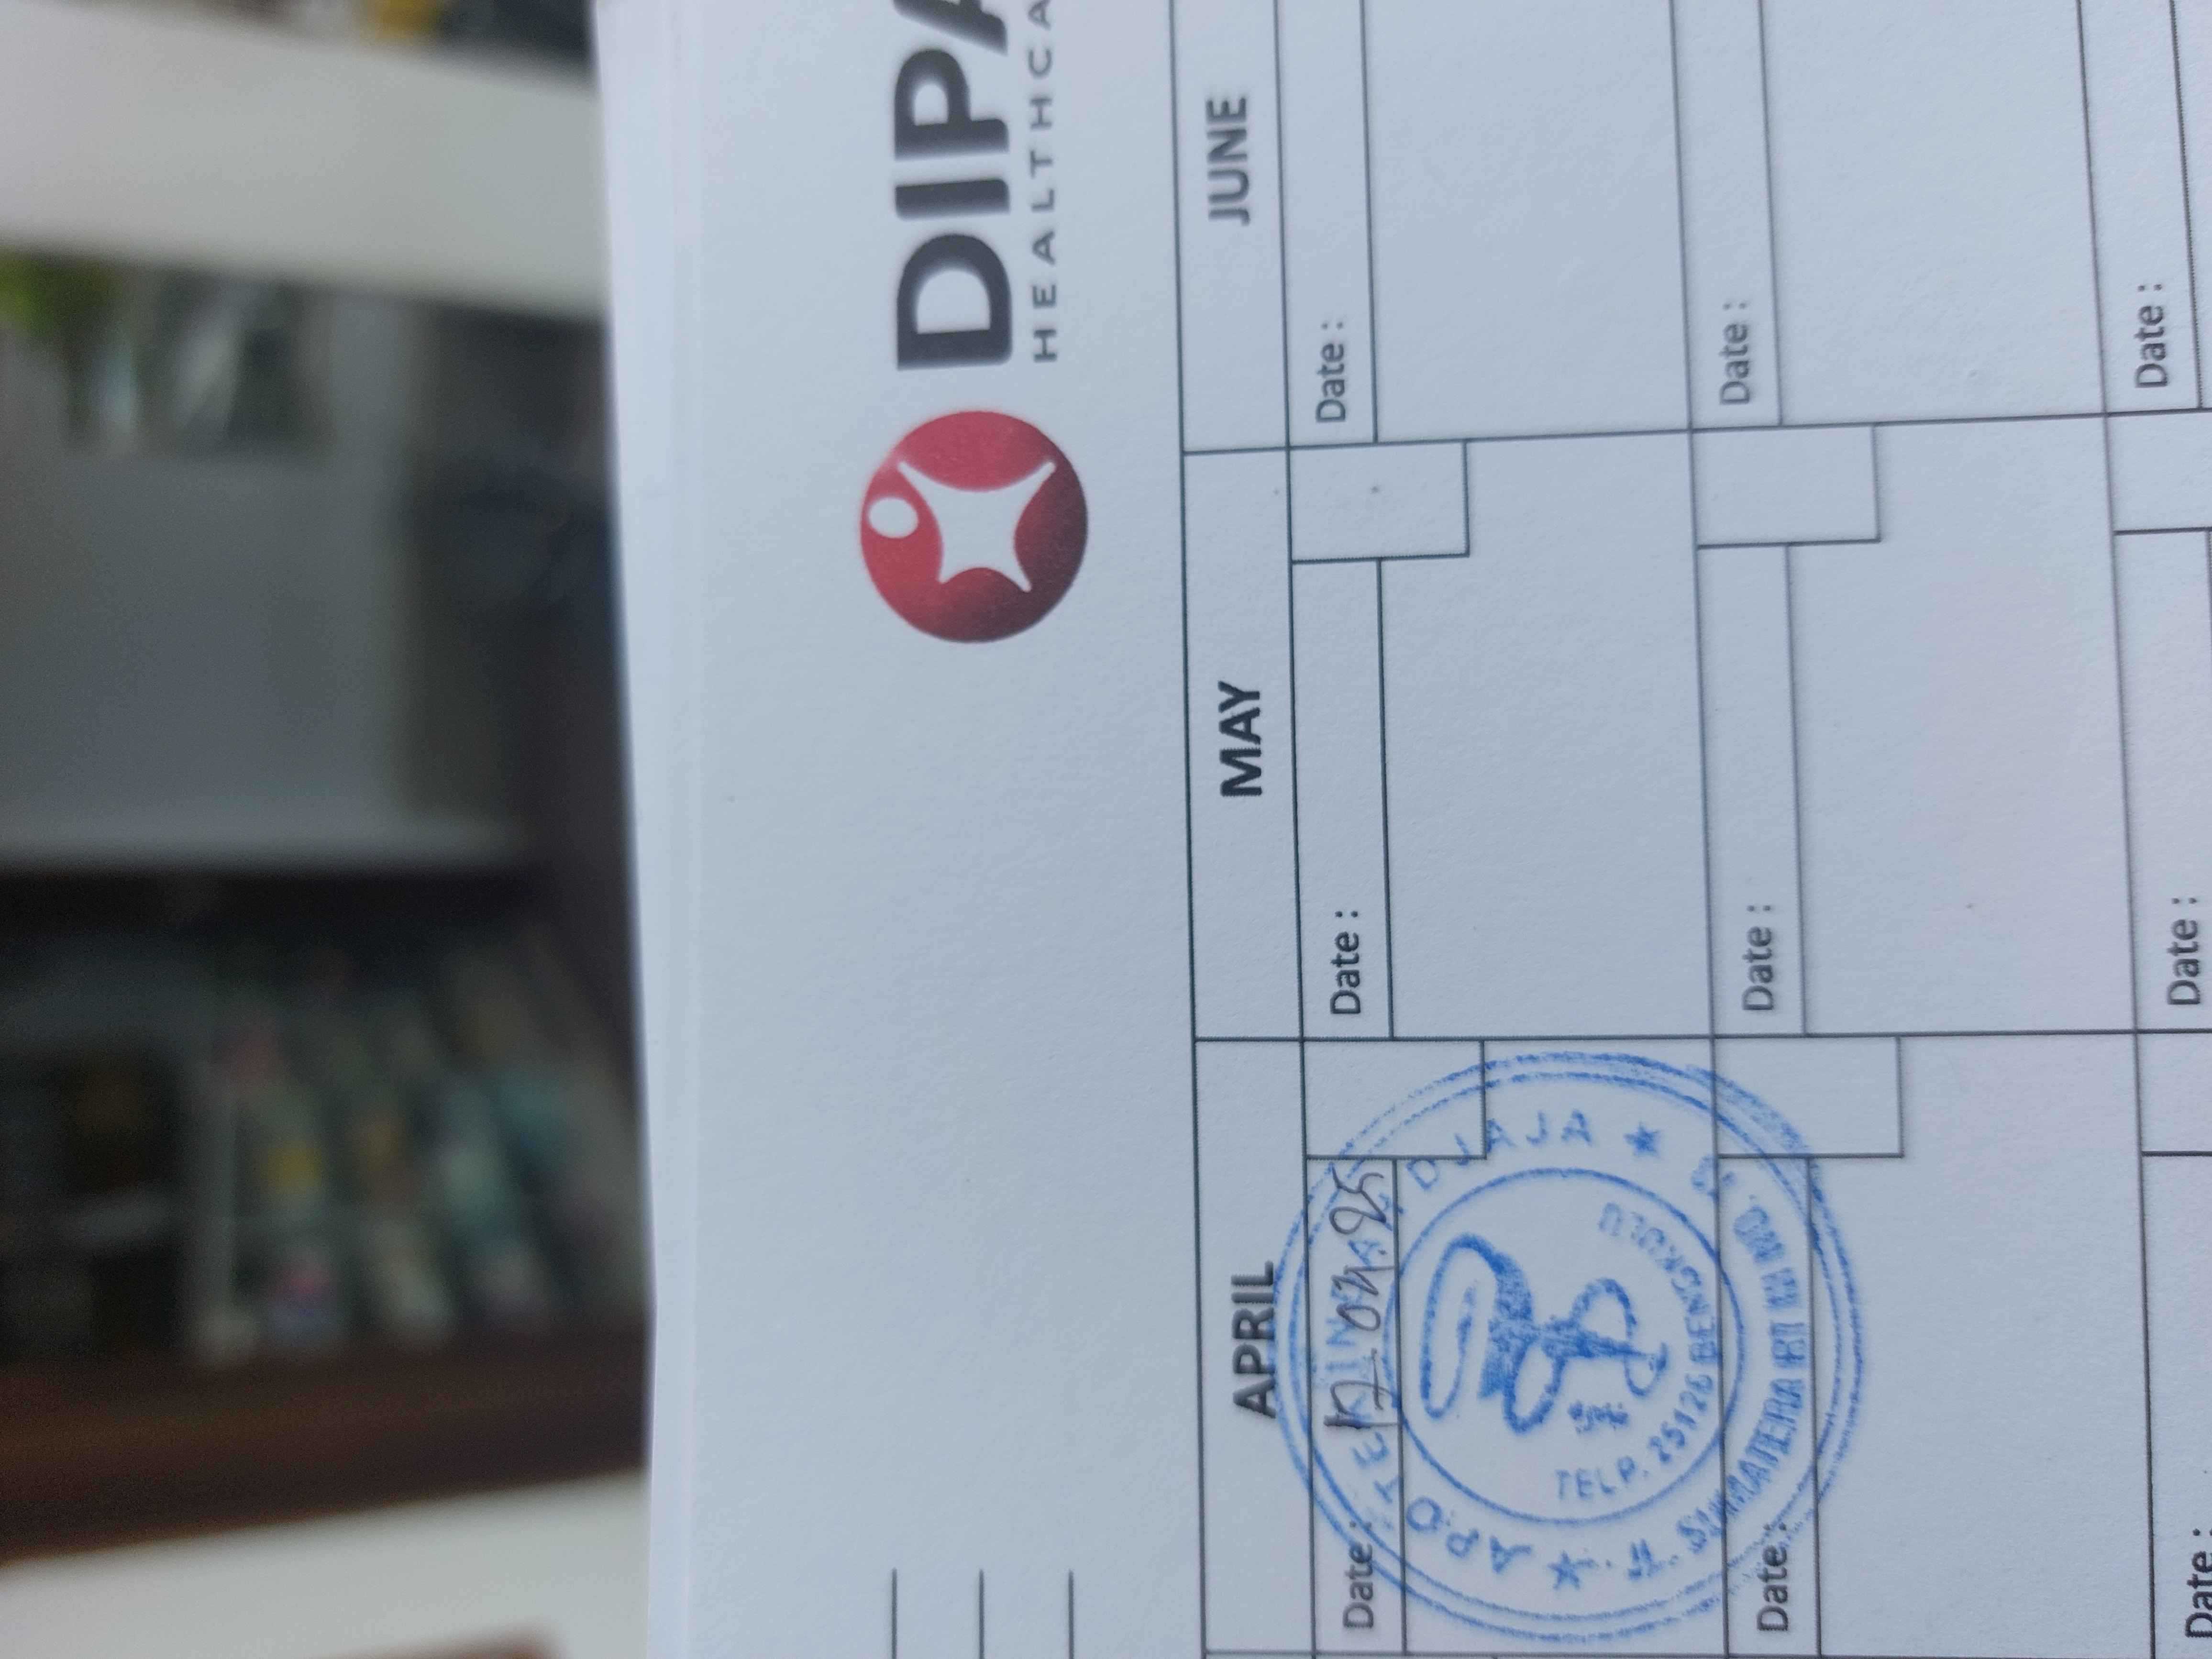 DIPA
HEALTHCA
APRIL
MAY
JUNE
Date :
Date :
Date :
APOTEK DJAJA
TELP. 25126 BENGKULU
SUMATERA
Date :
Date :
Date :
Date :
Date :
Date :